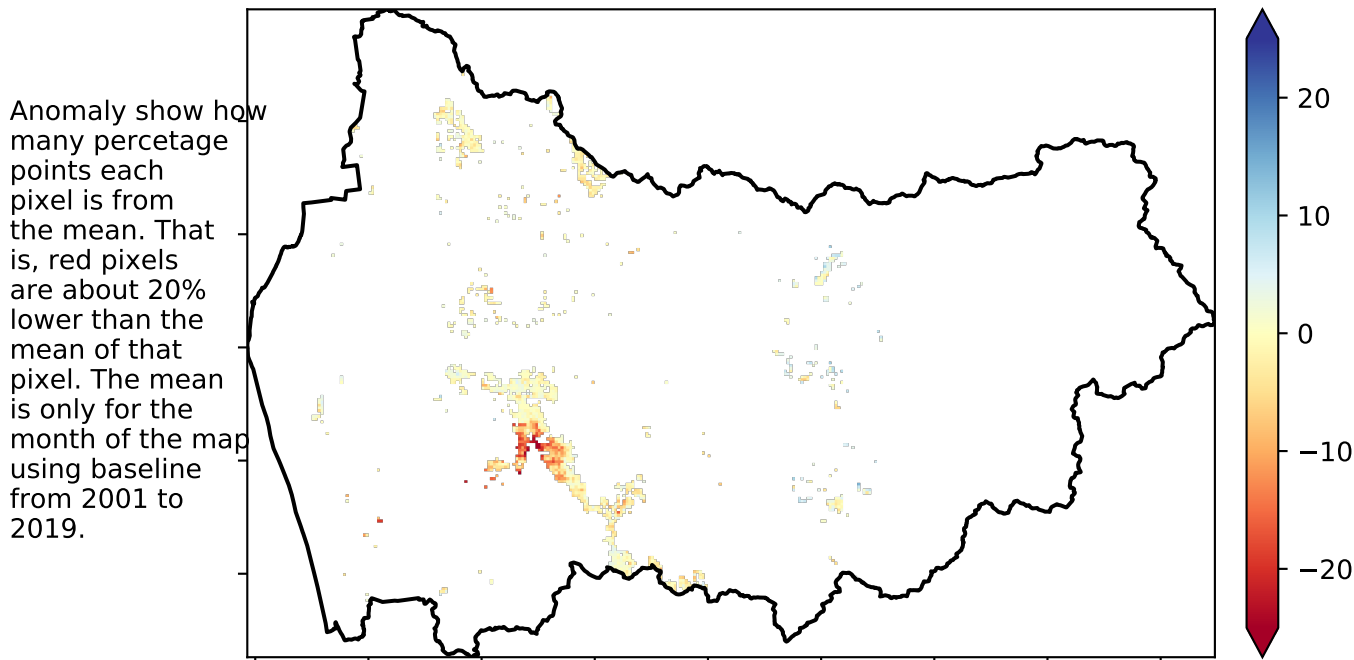 Anomaly show how
many percetage
points each
pixel is from
the mean. That
is, red pixels
are about 20%
lower than the
mean of that
pixel. The mean
is only for the
month of the map
using baseline
from 2001 to
2019.
20
10
0
−10
−20